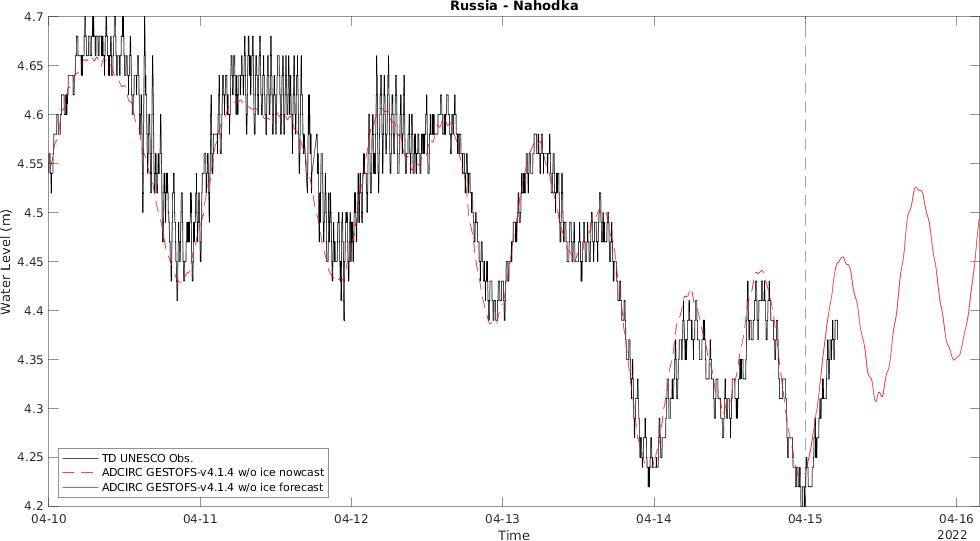 Russia - Nahodka
4.7
4.65
4.6
4.55
4.5
4.45
4.4
4.35
4.3
4.25
4.2
Water Level (m)
TD UNESCO Obs.
ADCIRC GESTOFS-v4.1.4 w/o ice nowcast
ADCIRC GESTOFS-v4.1.4 w/o ice forecast
04-10 04-11 04-12 04-13 04-14 04-15 04-16
Time
2022